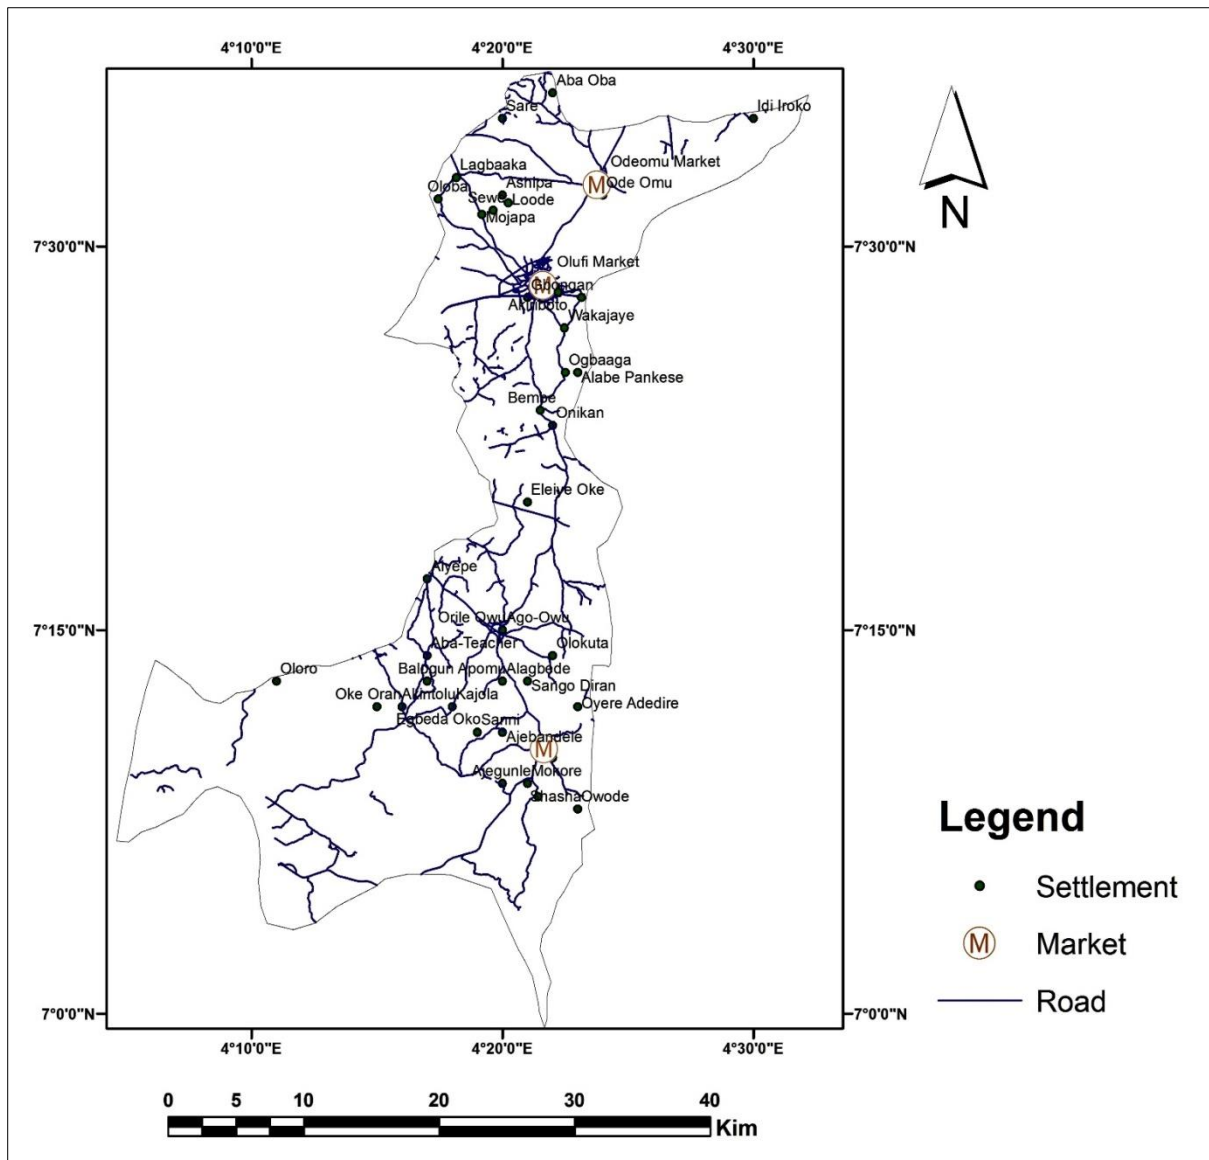 4°10'0"E 4°20'0"E 4°30'0"E
Aba Oba
Sare
Idi Iroko
N
Odeomu Market
Lagbaaka
M
Ode Omu
Ashipa
Oloba
Sewe
Loode
Mojapa
7°30'0"N 7°30'0"N
Olufi Market
M
Gbongan
Akiriboto
Wakajaye
Ogbaaga
Alabe Pankese
Bembe
Onikan
Eleiye Oke
Aiyepe
Orile Owu Ago-Owu
7°15'0"N 7°15'0"N
Aba-Teacher
Olokuta
Oloro
Balogun Apomu Alagbede
Sango Diran
Oke Oran Akintolu Kajola
Oyere Adedire
Egbeda Oko Sanni
Ajebandele
M
Ajegunle Mokore
Shasha Owode
Legend
Settlement
M Market
Road
7°0'0"N 7°0'0"N
4°10'0"E 4°20'0"E 4°30'0"E
0 5 10 20 30 40
Kim